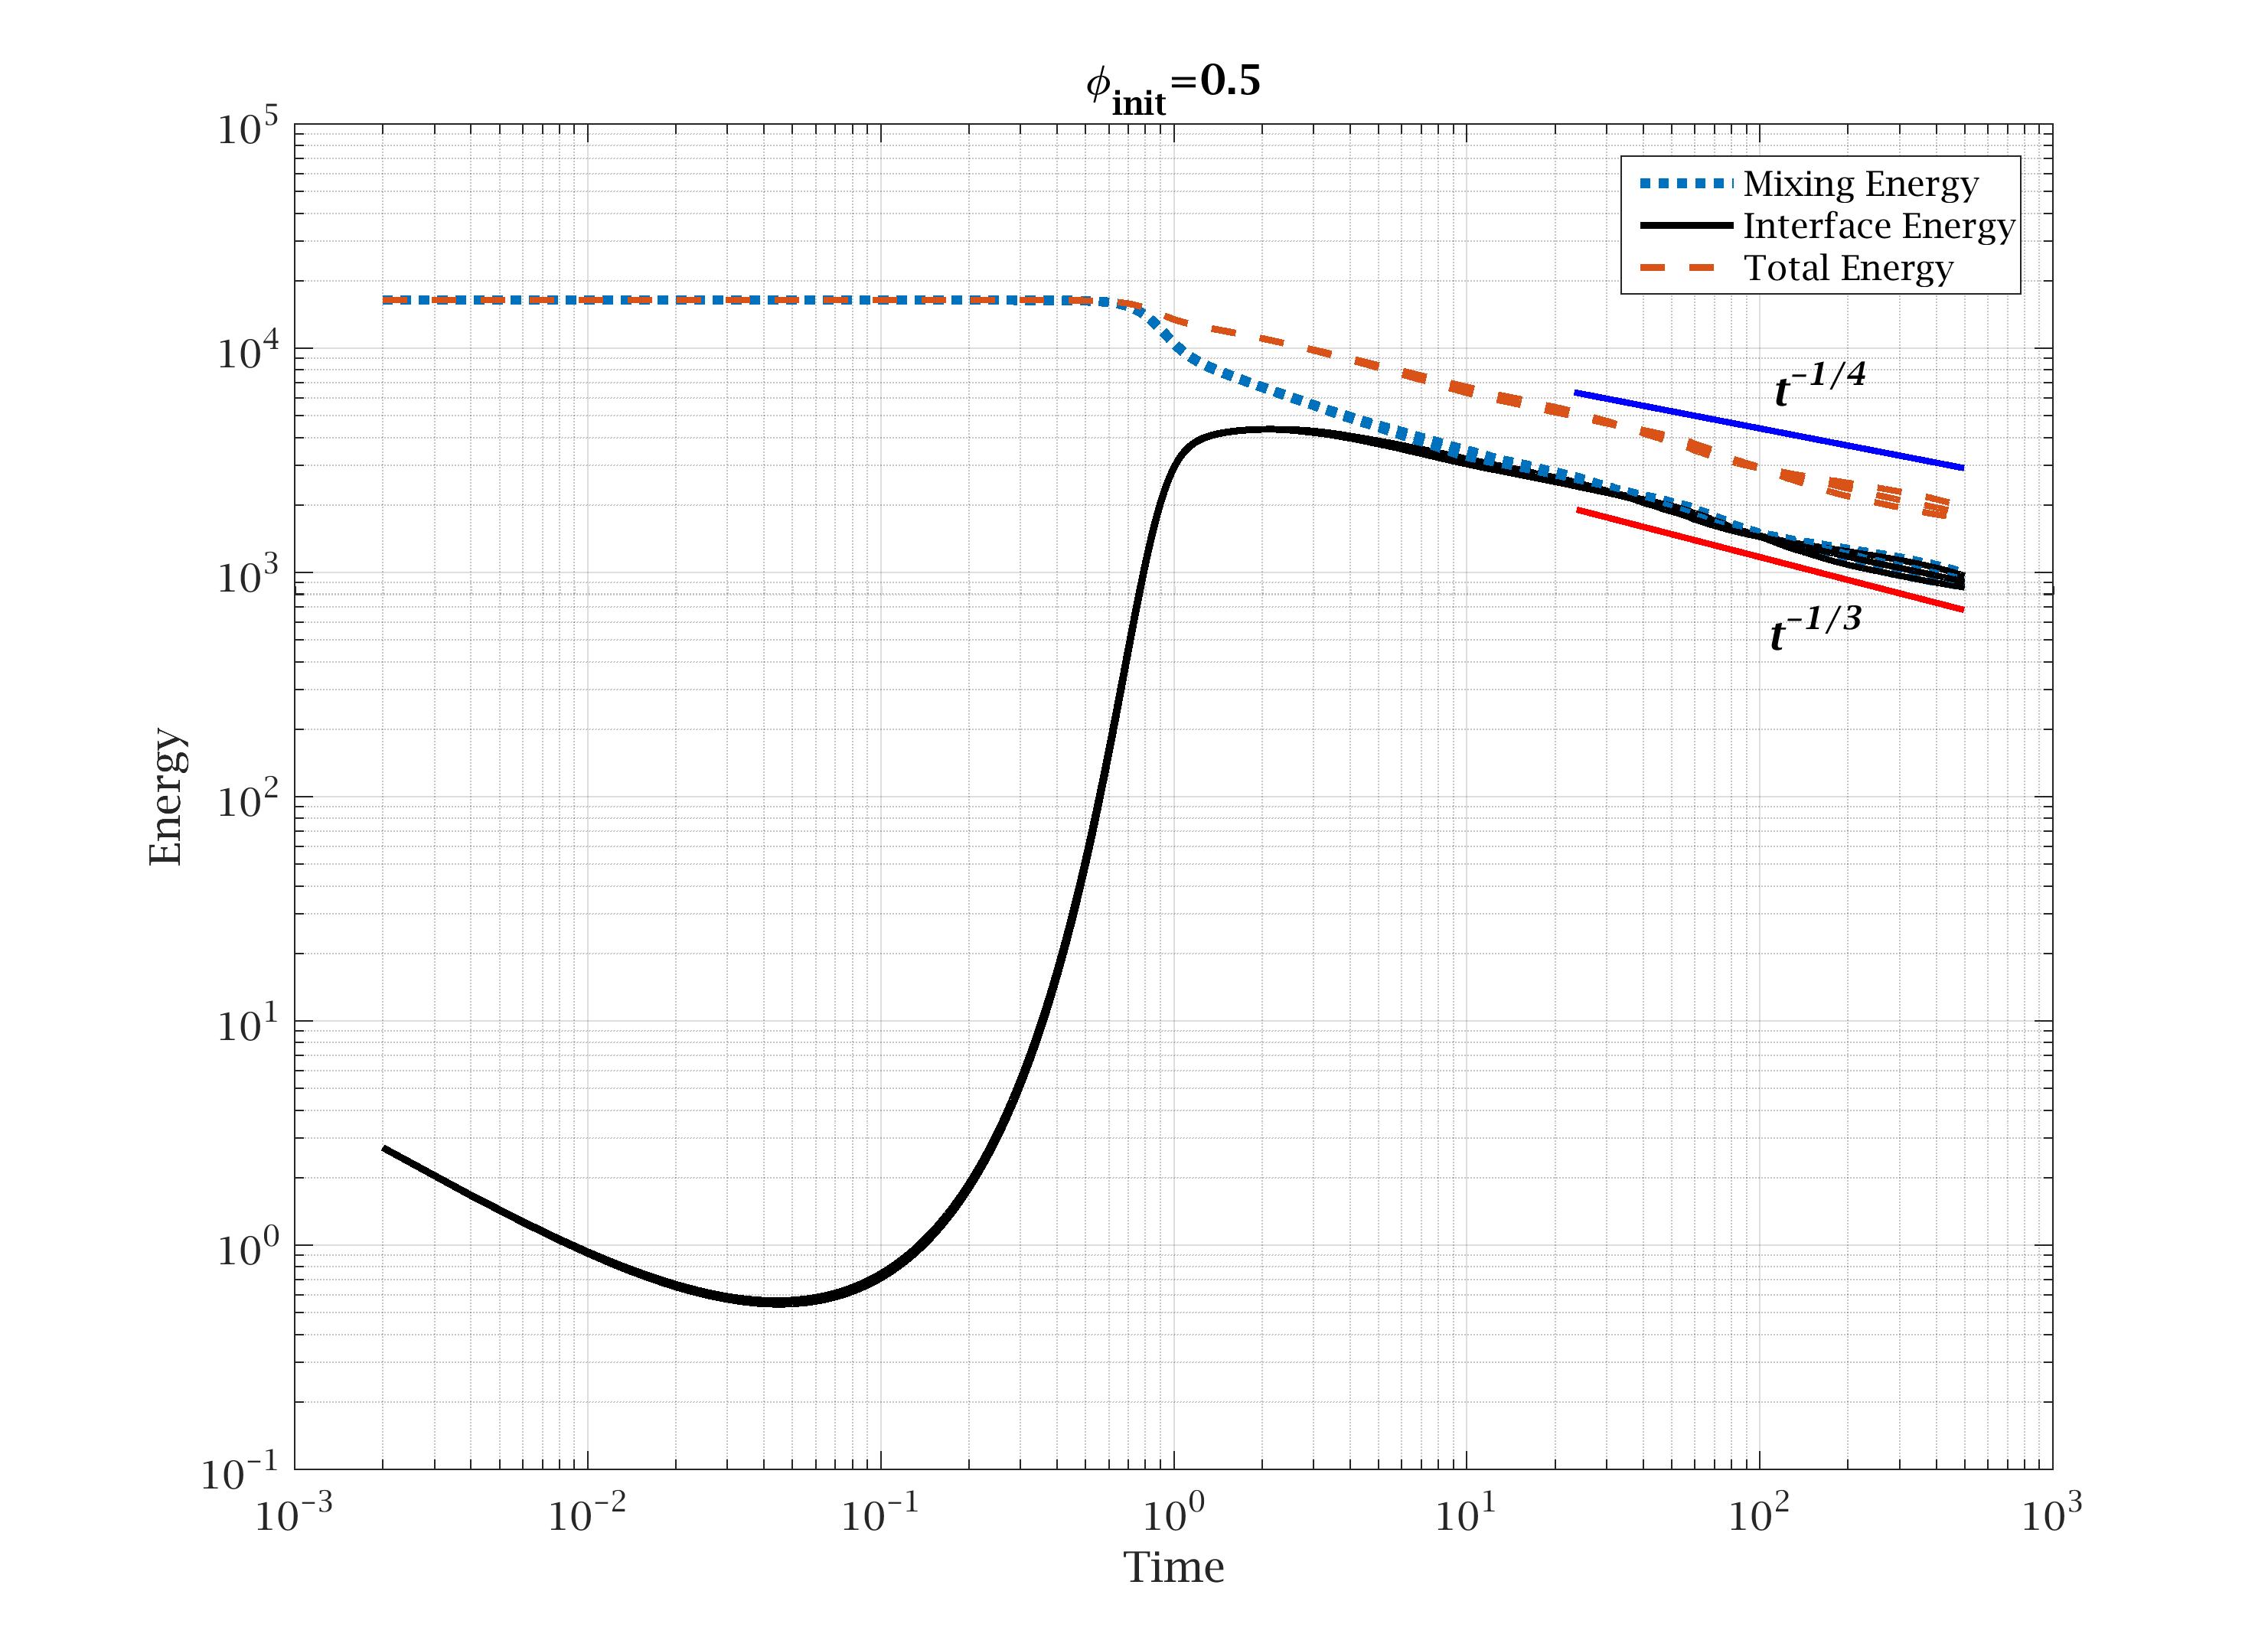 ϕinit=0.5
10^5
10^4
10^3
10^2
10^1
10^0
10^-1
Energy
Mixing Energy
Interface Energy
Total Energy
t^-1/4
t^-1/3
10^-3 10^-2 10^-1 10^0 10^1 10^2 10^3
Time